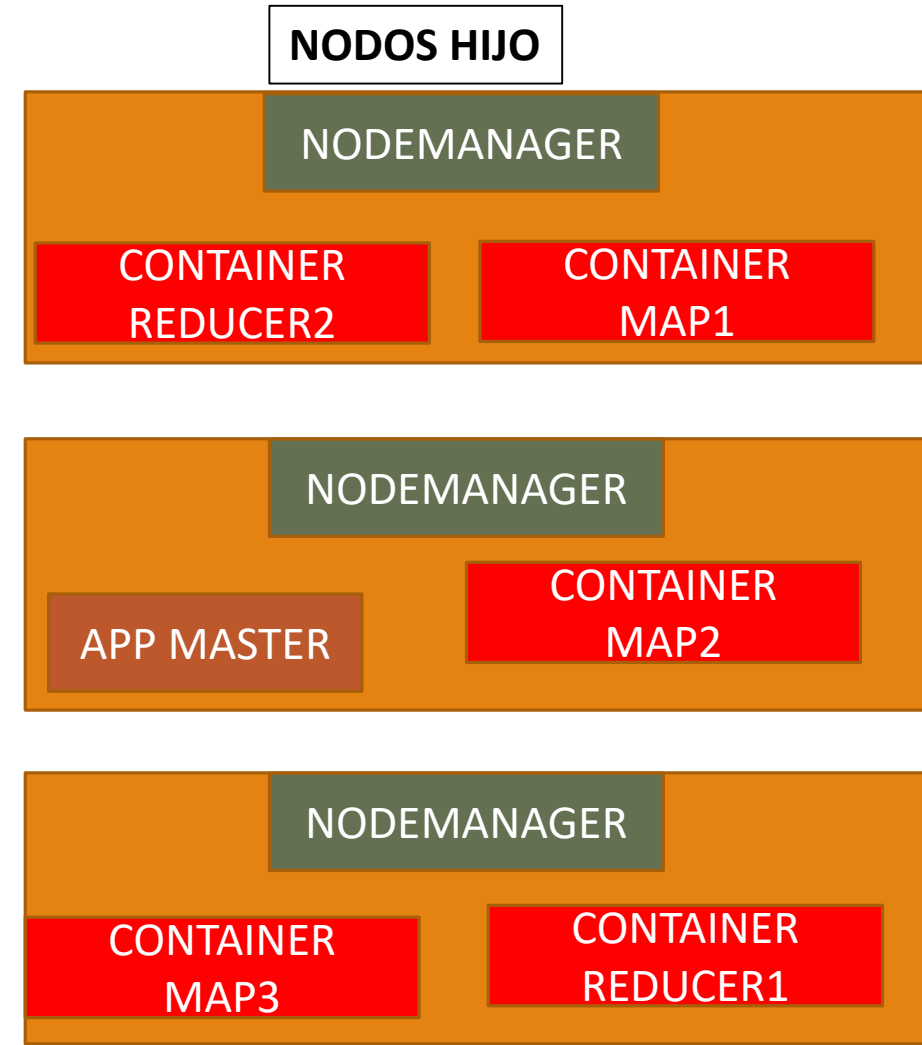 NODOS HIJO
NODEMANAGER
CONTAINER
REDUCER2
CONTAINER
MAP1
NODEMANAGER
APP MASTER
CONTAINER
MAP2
NODEMANAGER
CONTAINER
MAP3
CONTAINER
REDUCER1